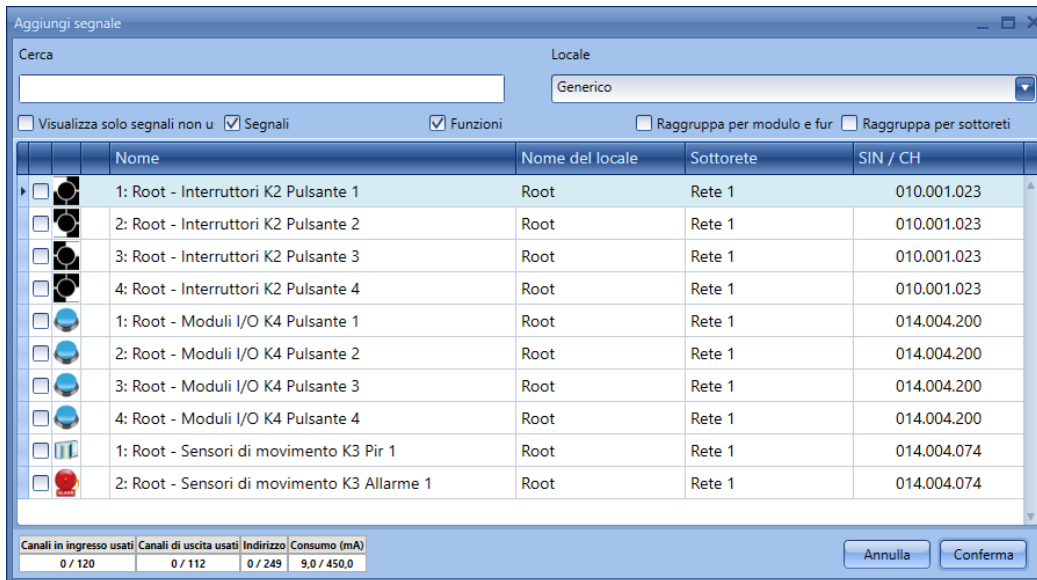 Aggiungi segnale
Cerca Locale
Generico
Visualizza solo segnali non u Segnali Funzioni Raggruppa per modulo e fur Raggruppa per sottoreti
Nome Nome del locale Sottorete SIN / CH
1: Root - Interruttori K2 Pulsante 1 Root Rete 1 010.001.023
2: Root - Interruttori K2 Pulsante 2 Root Rete 1 010.001.023
3: Root - Interruttori K2 Pulsante 3 Root Rete 1 010.001.023
4: Root - Interruttori K2 Pulsante 4 Root Rete 1 010.001.023
1: Root - Moduli I/O K4 Pulsante 1 Root Rete 1 014.004.200
2: Root - Moduli I/O K4 Pulsante 2 Root Rete 1 014.004.200
3: Root - Moduli I/O K4 Pulsante 3 Root Rete 1 014.004.200
4: Root - Moduli I/O K4 Pulsante 4 Root Rete 1 014.004.200
1: Root - Sensori di movimento K3 Pir 1 Root Rete 1 014.004.074
ALARM 2: Root - Sensori di movimento K3 Allarme 1 Root Rete 1 014.004.074
Canali in ingresso usati Canali di uscita usati Indirizzo Consumo (mA)
0 / 120 0 / 112 0 / 249 9,0 / 450,0
Annulla Conferma